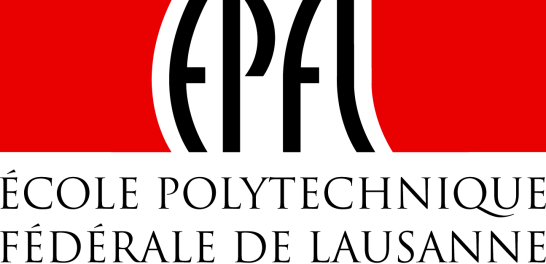 EPFL
ÉCOLE POLYTECHNIQUE
FÉDÉRALE DE LAUSANNE